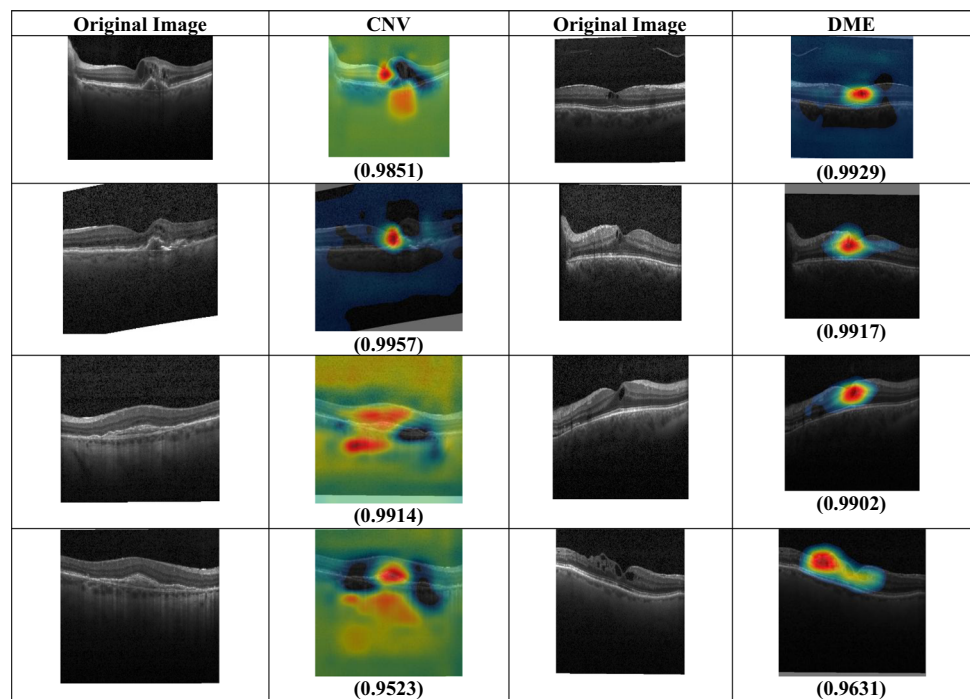 Original Image CNV Original Image DME
(0.9851) (0.9929)
(0.9957) (0.9917)
(0.9914) (0.9902)
(0.9523) (0.9631)